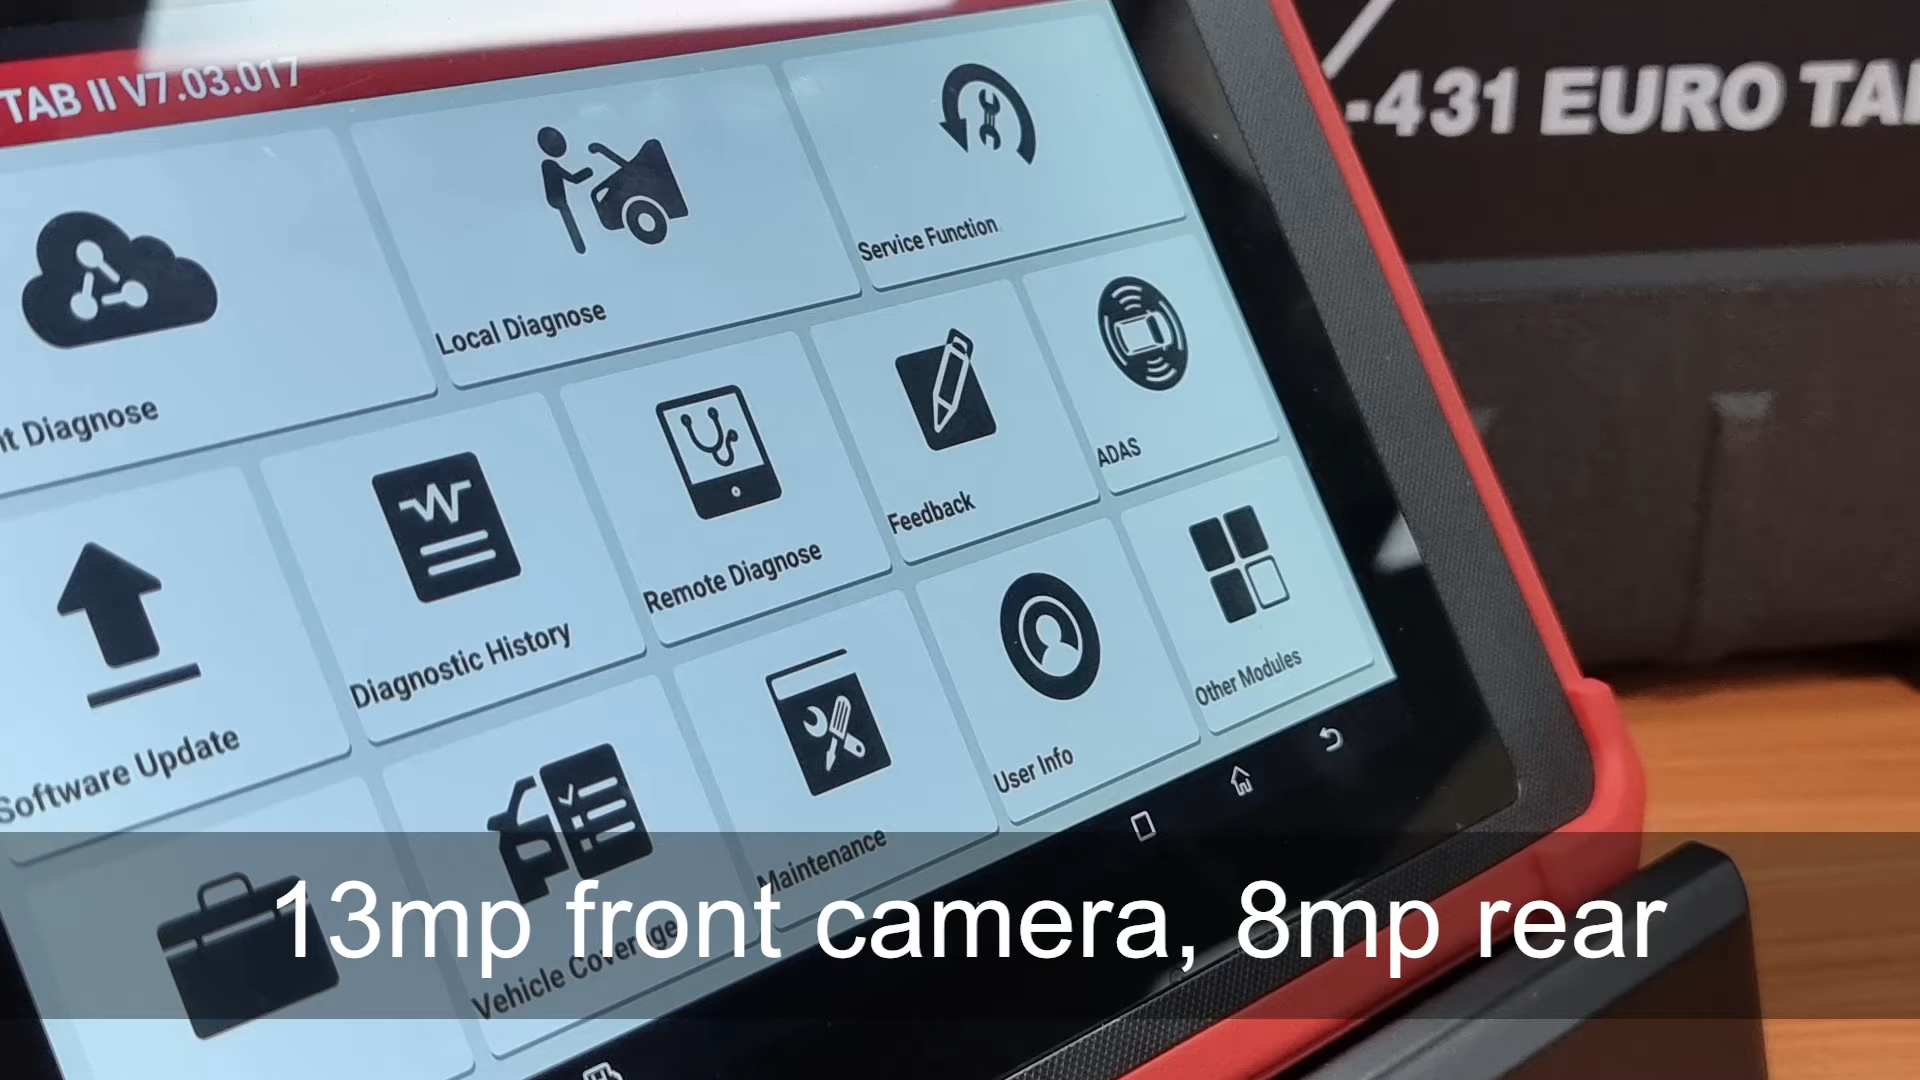 TAB II V7.03.017
-431 EURO TA
Local Diagnose
Service Function
t Diagnose
Remote Diagnose
Feedback
ADAS
Software Update
Diagnostic History
Maintenance
User Info
Other Modules
Vehicle Coverage
13mp front camera, 8mp rear